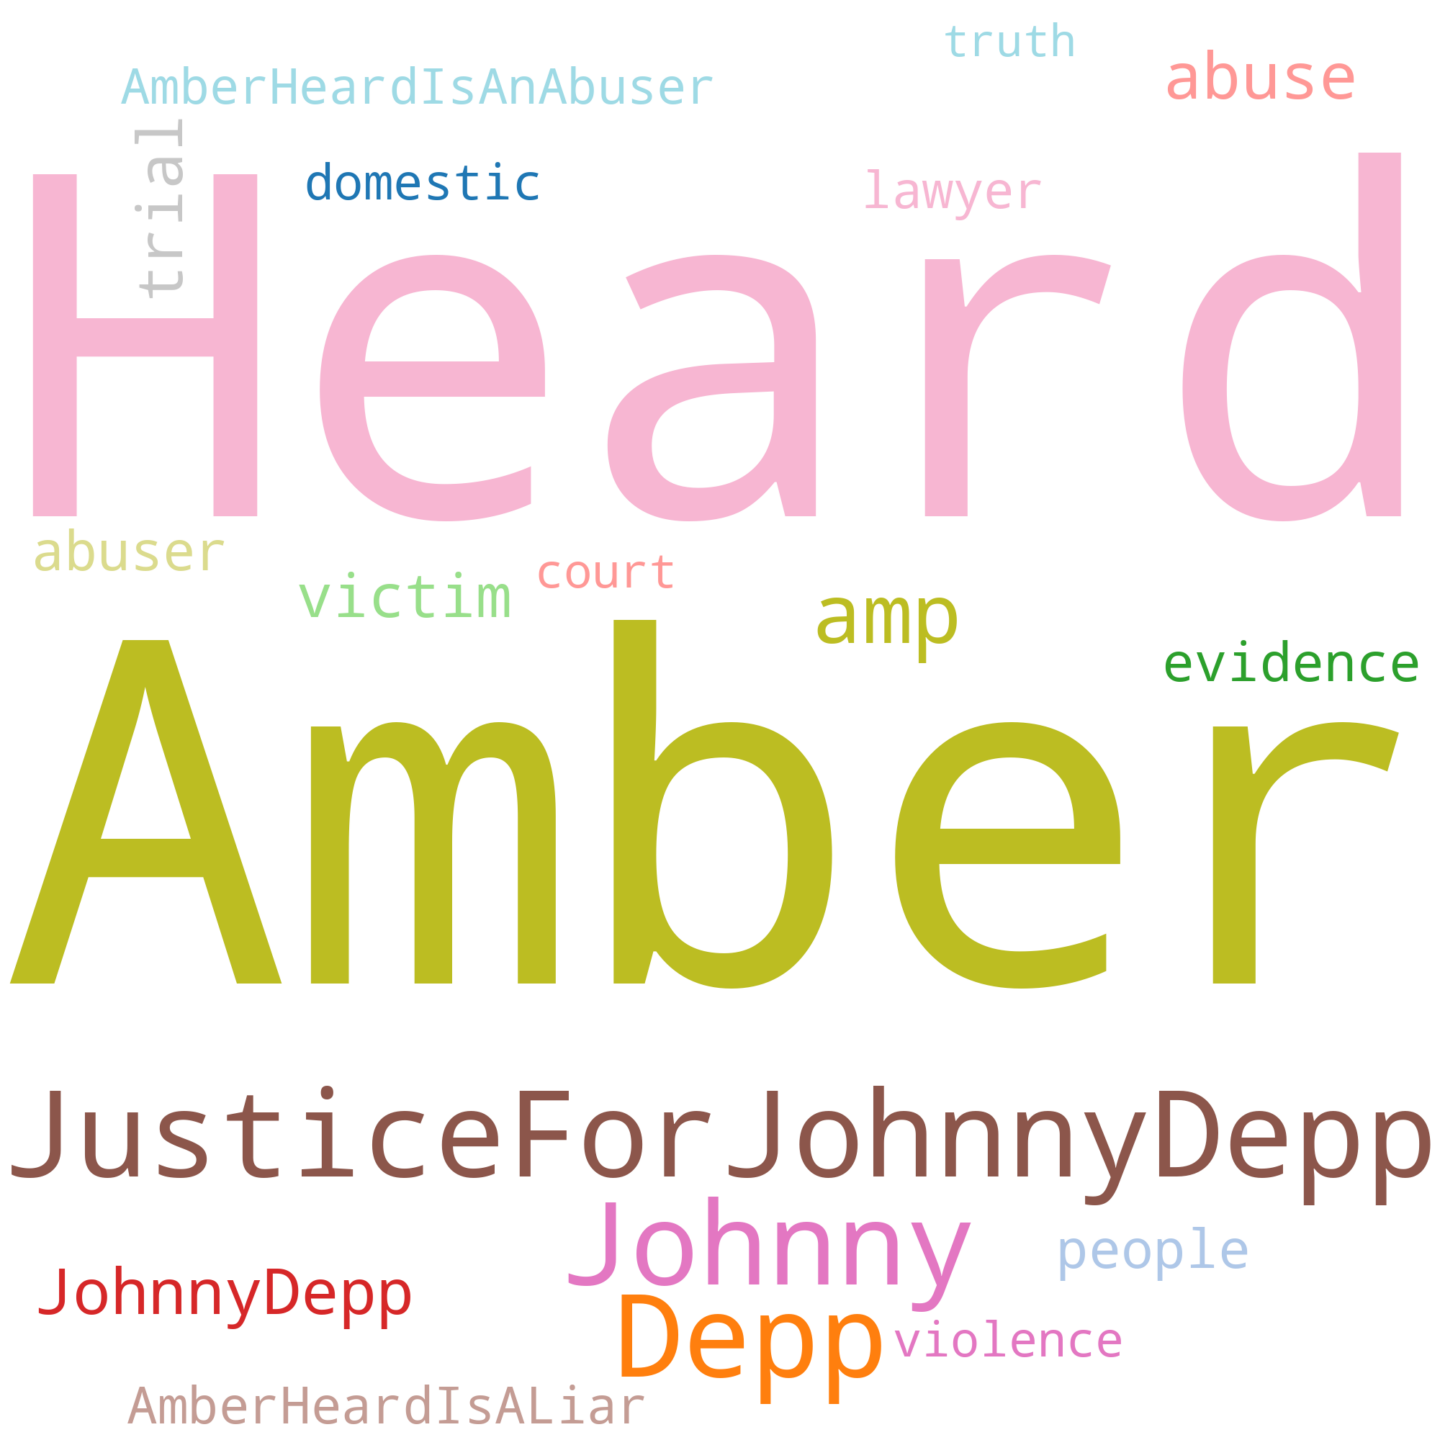 truth
AmberHeardIsAnAbuser
abuse
trial
domestic
lawyer
Heard
abuser
victim
court
amp
evidence
Amber
JusticeForJohnnyDepp
Johnny
people
JohnnyDepp
Depp
violence
AmberHeardIsALiar